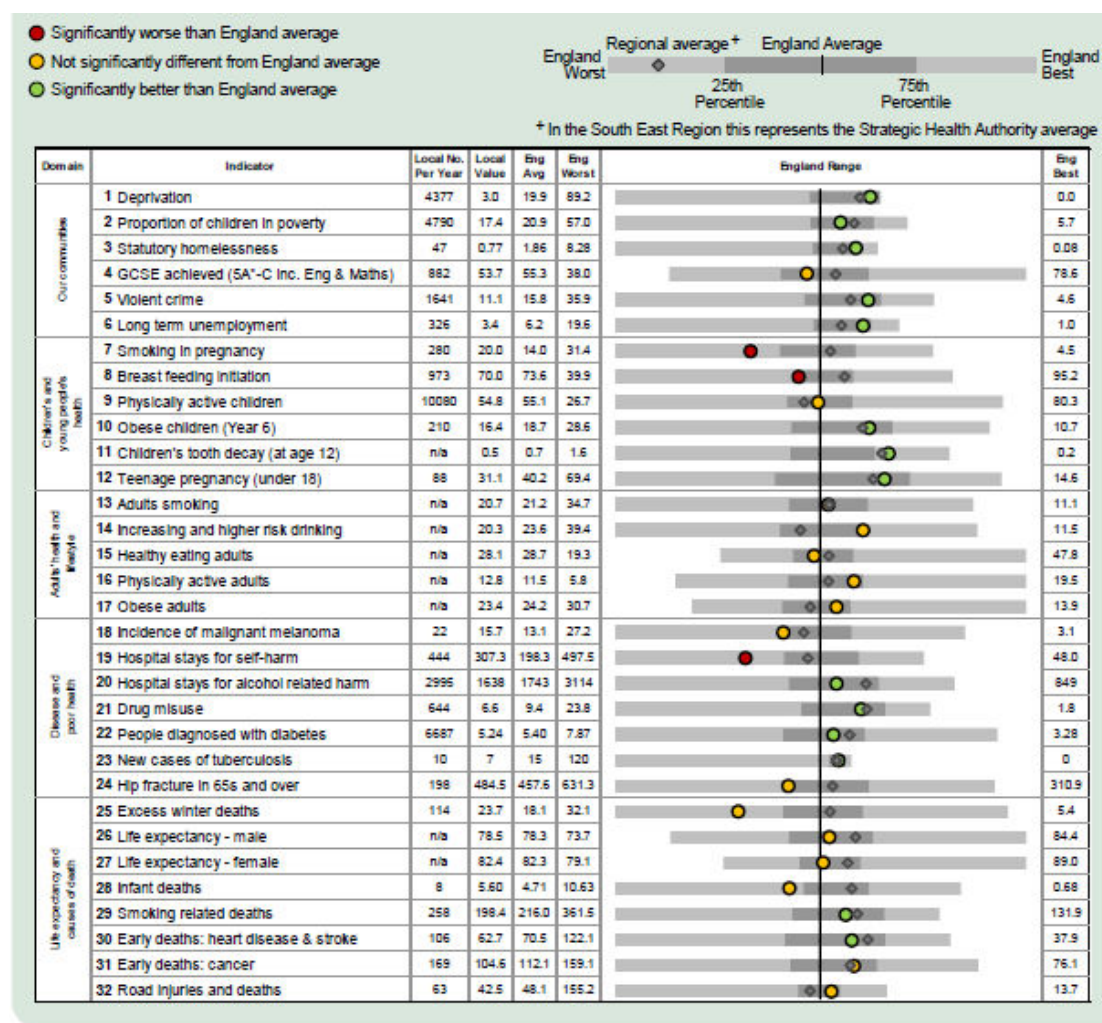 Significantly worse than England average
Not significantly different from England average
Significantly better than England average
Regional average + England Average
England Worst
England Best
25th Percentile
75th Percentile
+ In the South East Region this represents the Strategic Health Authority average
Domain Indicator Local No. Per Year Local Value Eng Avg Eng Worst England Range Eng Best
Our communities
1 Deprivation 4377 3.0 19.9 89.2 0.0
2 Proportion of children in poverty 4790 17.4 20.9 57.0 5.7
3 Statutory homelessness 47 0.77 1.86 8.28 0.08
4 GCSE achieved (5A*-C inc. Eng & Maths) 882 53.7 55.3 38.0 78.6
5 Violent crime 1641 11.1 15.8 35.9 4.6
6 Long term unemployment 326 3.4 6.2 19.6 1.0
Children's and young people's health
7 Smoking in pregnancy 280 20.0 14.0 31.4 4.5
8 Breast feeding initiation 973 70.0 73.6 39.9 95.2
9 Physically active children 10080 54.8 55.1 26.7 80.3
10 Obese children (Year 6) 210 16.4 18.7 28.6 10.7
11 Children's tooth decay (at age 12) n/a 0.5 0.7 1.6 0.2
12 Teenage pregnancy (under 18) 88 31.1 40.2 69.4 14.6
Adults' health and lifestyle
13 Adults smoking n/a 20.7 21.2 34.7 11.1
14 Increasing and higher risk drinking n/a 20.3 23.6 39.4 11.5
15 Healthy eating adults n/a 28.1 28.7 19.3 47.8
16 Physically active adults n/a 12.8 11.5 5.8 19.5
17 Obese adults n/a 23.4 24.2 30.7 13.9
Disease and poor health
18 Incidence of malignant melanoma 22 15.7 13.1 27.2 3.1
19 Hospital stays for self-harm 444 307.3 198.3 497.5 48.0
20 Hospital stays for alcohol related harm 2995 1638 1743 3114 849
21 Drug misuse 644 6.6 9.4 23.8 1.8
22 People diagnosed with diabetes 6687 5.24 5.40 7.87 3.28
23 New cases of tuberculosis 10 7 15 120 0
24 Hip fracture in 65s and over 198 484.5 457.6 631.3 310.9
Life expectancy and causes of death
25 Excess winter deaths 114 23.7 18.1 32.1 5.4
26 Life expectancy - male n/a 78.5 78.3 73.7 84.4
27 Life expectancy - female n/a 82.4 82.3 79.1 89.0
28 Infant deaths 8 5.60 4.71 10.63 0.68
29 Smoking related deaths 258 198.4 216.0 361.5 131.9
30 Early deaths: heart disease & stroke 106 62.7 70.5 122.1 37.9
31 Early deaths: cancer 169 104.6 112.1 159.1 76.1
32 Road injuries and deaths 63 42.5 48.1 155.2 13.7